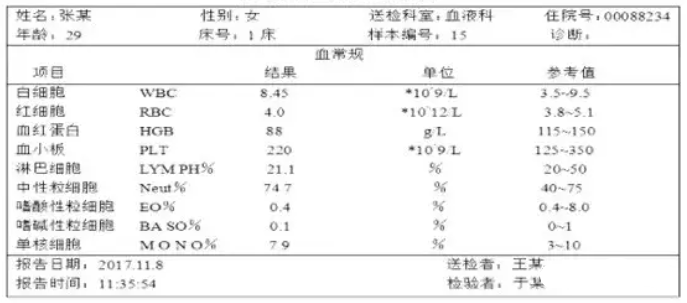 姓名：张某 性别：女 送检科室：血液科 住院号：00088234
年龄：29 床号：1床 样本编号：15 诊断：
血常规
项目 结果 单位 参考值
白细胞 WBC 8.45 *10^9/L 3.5~9.5
红细胞 RBC 4.0 *10^12/L 3.8~5.1
血红蛋白 HGB 88 g/L 115~150
血小板 PLT 220 *10^9/L 125~350
淋巴细胞 LYMPH% 21.1 % 20~50
中性粒细胞 Neut% 74.7 % 40~75
嗜酸性粒细胞 EO% 0.4 % 0.4~8.0
嗜碱性粒细胞 BASO% 0.1 % 0~1
单核细胞 MONO% 7.9 % 3~10
报告日期：2017.11.8 送检者：王某
报告时间：11:35:54 检验者：于某